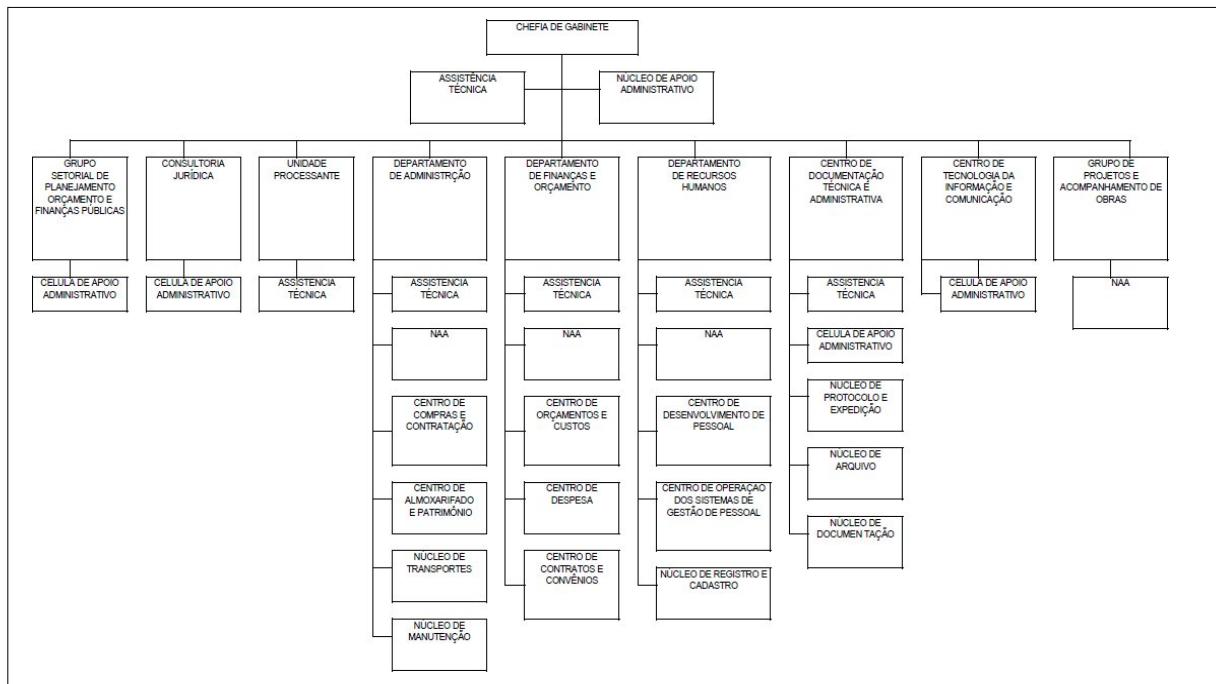 CHEFIA DE GABINETE
ASSISTÊNCIA
TÉCNICA
NÚCLEO DE APOIO
ADMINISTRATIVO
GRUPO
SETORIAL DE
PLANEJAMENTO
ORÇAMENTO E
FINANÇAS PÚBLICAS
CONSULTORIA
JURÍDICA
UNIDADE
PROCESSANTE
DEPARTAMENTO
DE ADMINISTRÇÃO
DEPARTAMENTO
DE FINANÇAS E
ORÇAMENTO
DEPARTAMENTO
DE RECURSOS
HUMANOS
CENTRO DE
DOCUMENTAÇÃO
TÉCNICA E
ADMINISTRATIVA
CENTRO DE
TECNOLOGIA DA
INFORMAÇÃO E
COMUNICAÇÃO
GRUPO DE
PROJETOS E
ACOMPANHAMENTO DE
OBRAS
CELULA DE APOIO
ADMINISTRATIVO
CELULA DE APOIO
ADMINISTRATIVO
ASSISTENCIA
TÉCNICA
ASSISTENCIA
TÉCNICA
NAA
CENTRO DE
COMPRAS E
CONTRATAÇÃO
CENTRO DE
ALMOXARIFADO
E PATRIMÔNIO
NÚCLEO DE
TRANSPORTES
NÚCLEO DE
MANUTENÇÃO
ASSISTENCIA
TÉCNICA
NAA
CENTRO DE
ORÇAMENTOS E
CUSTOS
CENTRO DE
DESPESA
CENTRO DE
CONTRATOS E
CONVÊNIOS
ASSISTENCIA
TÉCNICA
NAA
CENTRO DE
DESENVOLVIMENTO DE
PESSOAL
CENTRO DE OPERAÇAO
DOS SISTEMAS DE
GESTÃO DE PESSOAL
NÚCLEO DE REGISTRO E
CADASTRO
ASSISTENCIA
TÉCNICA
CELULA DE APOIO
ADMINISTRATIVO
NÚCLEO DE
PROTOCOLO E
EXPEDIÇÃO
NÚCLEO DE
ARQUIVO
NÚCLEO DE
DOCUMEN TAÇÃO
CELULA DE APOIO
ADMINISTRATIVO
NAA